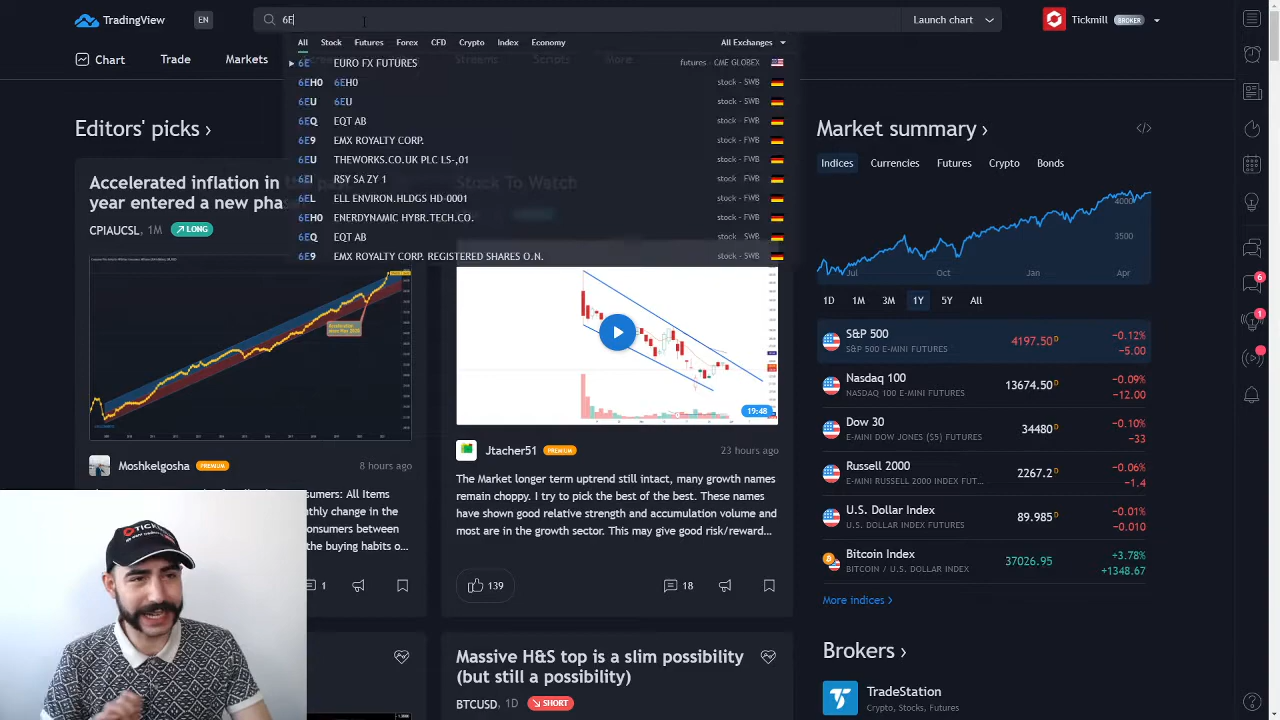 TradingView
EN
6E
Launch chart
Tickmill BROKER
All Stock Futures Forex CFD Crypto Index Economy
All Exchanges
Chart
Trade
Markets
More
6E EURO FX FUTURES futures - CME GLOBEX
6EH0 6EH0 stock - SWB
6EU 6EU stock - SWB
6EQ EQT AB stock - FWB
6E9 EMX ROYALTY CORP. stock - FWB
6EU THEWORKS.CO.UK PLC LS-,01 stock - FWB
6EI RSY SA ZY 1 stock - FWB
6EL ELL ENVIRON.HLDGS HD-0001 stock - FWB
6EH0 ENERDYNAMIC HYBR.TECH.CO. stock - FWB
6EQ EQT AB stock - SWB
6E9 EMX ROYALTY CORP. REGISTERED SHARES O.N. stock - SWB
Editors' picks
Accelerated inflation in
year entered a new pha
CPIAUCSL, 1M LONG
Moshkelgosha PREMIUM
8 hours ago
sumers: All Items
nthly change in the
onsumers between
the buying habits o...
1
Stock To Watch
19:48
Jtacher51 PREMIUM
23 hours ago
The Market longer term uptrend still intact, many growth names
remain choppy. I try to pick the best of the best. These names
have shown good relative strength and accumulation volume and
most are in the growth sector. This may give good risk/reward...
139
18
Massive H&S top is a slim possibility
(but still a possibility)
BTCUSD, 1D SHORT
Market summary
Indices Currencies Futures Crypto Bonds
4000
3500
Jul Oct Jan Apr
1D 1M 3M 1Y 5Y All
S&P 500 4197.50 D −0.12%
S&P 500 E-MINI FUTURES −5.00
Nasdaq 100 13674.50 D −0.09%
NASDAQ 100 E-MINI FUTURES −12.00
Dow 30 34480 D −0.10%
E-MINI DOW JONES ($5) FUTURES −33
Russell 2000 2267.2 D −0.06%
E-MINI RUSSELL 2000 INDEX FUT... −1.4
U.S. Dollar Index 89.985 D −0.01%
U.S. DOLLAR INDEX FUTURES −0.010
Bitcoin Index 37026.95 +3.78%
BITCOIN / U.S. DOLLAR INDEX +1348.67
More indices
Brokers
TradeStation
Crypto, Stocks, Futures
6
1